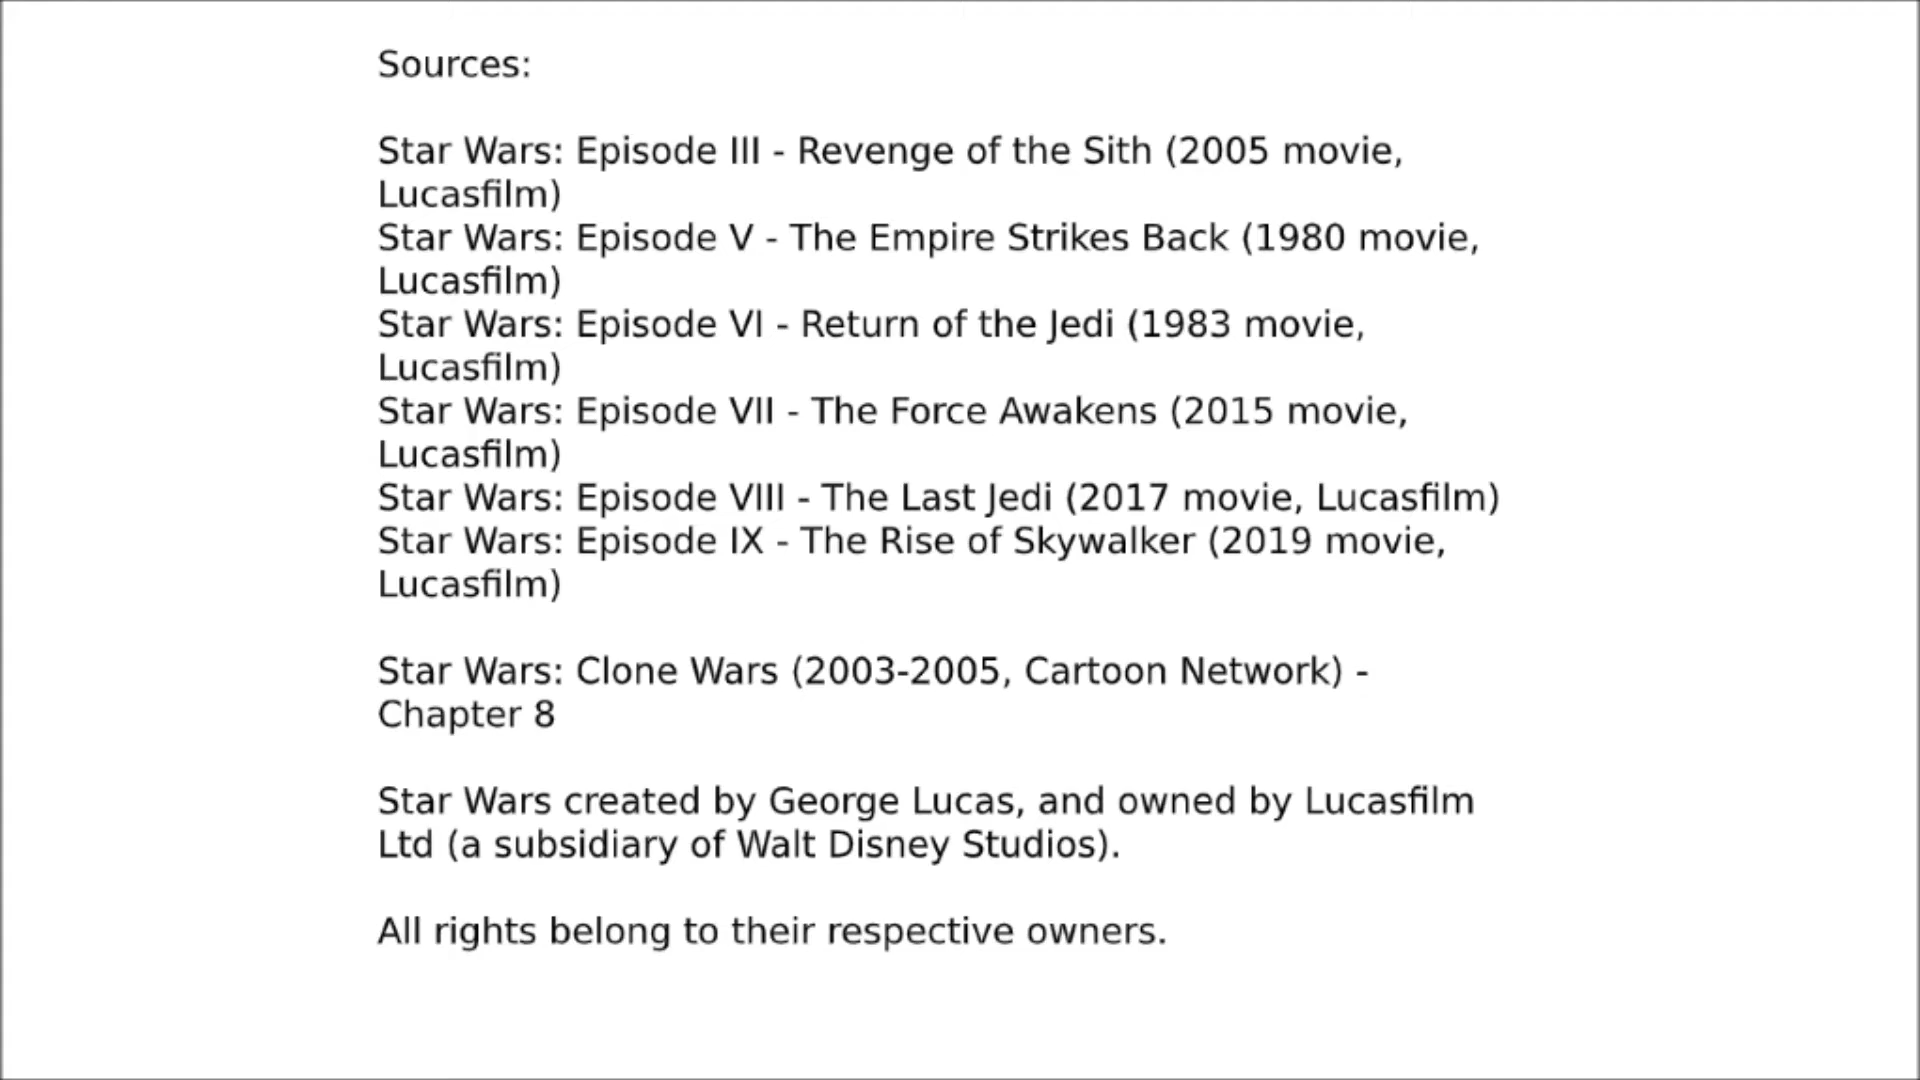 Sources:
Star Wars: Episode III - Revenge of the Sith (2005 movie,
Lucasfilm)
Star Wars: Episode V - The Empire Strikes Back (1980 movie,
Lucasfilm)
Star Wars: Episode VI - Return of the Jedi (1983 movie,
Lucasfilm)
Star Wars: Episode VII - The Force Awakens (2015 movie,
Lucasfilm)
Star Wars: Episode VIII - The Last Jedi (2017 movie, Lucasfilm)
Star Wars: Episode IX - The Rise of Skywalker (2019 movie,
Lucasfilm)
Star Wars: Clone Wars (2003-2005, Cartoon Network) -
Chapter 8
Star Wars created by George Lucas, and owned by Lucasfilm
Ltd (a subsidiary of Walt Disney Studios).
All rights belong to their respective owners.